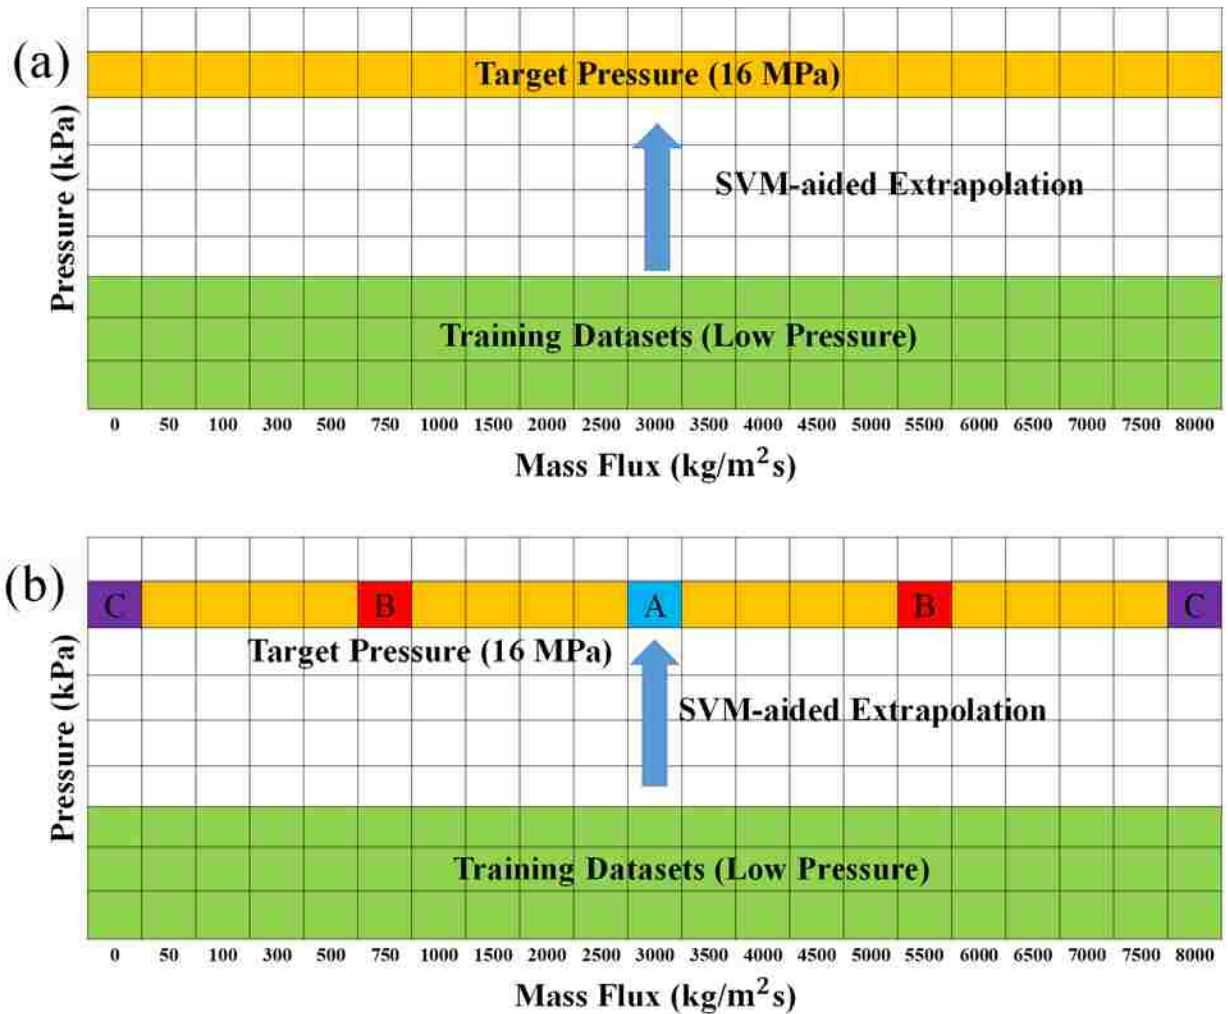 (a)
Target Pressure (16 MPa)
SVM-aided Extrapolation
Pressure (kPa)
Training Datasets (Low Pressure)
0 50 100 300 500 750 1000 1500 2000 2500 3000 3500 4000 4500 5000 5500 6000 6500 7000 7500 8000
Mass Flux (kg/m²s)
(b)
C B A B C
Target Pressure (16 MPa)
SVM-aided Extrapolation
Pressure (kPa)
Training Datasets (Low Pressure)
0 50 100 300 500 750 1000 1500 2000 2500 3000 3500 4000 4500 5000 5500 6000 6500 7000 7500 8000
Mass Flux (kg/m²s)